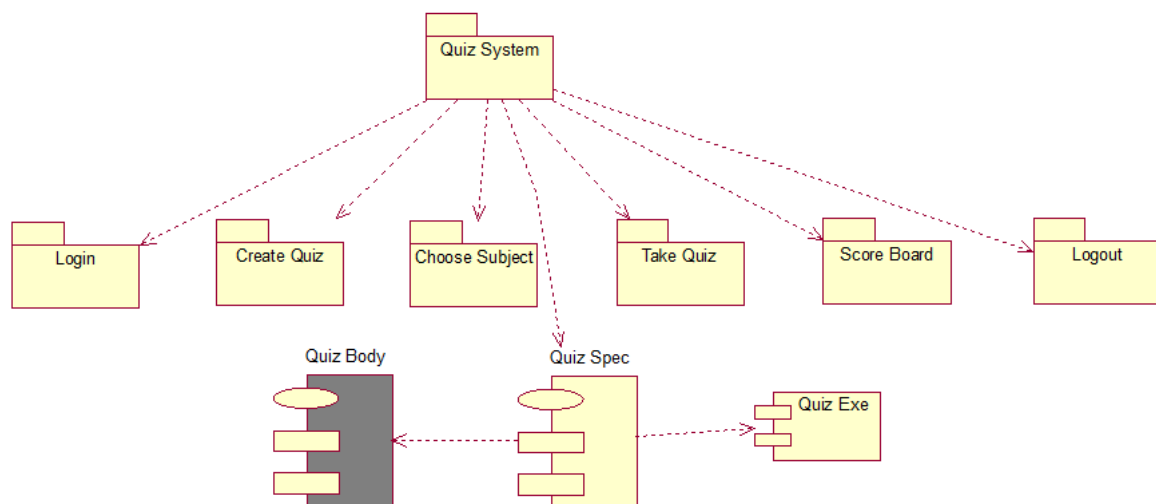 Quiz System
Login
Create Quiz
Choose Subject
Take Quiz
Score Board
Logout
Quiz Body
Quiz Spec
Quiz Exe